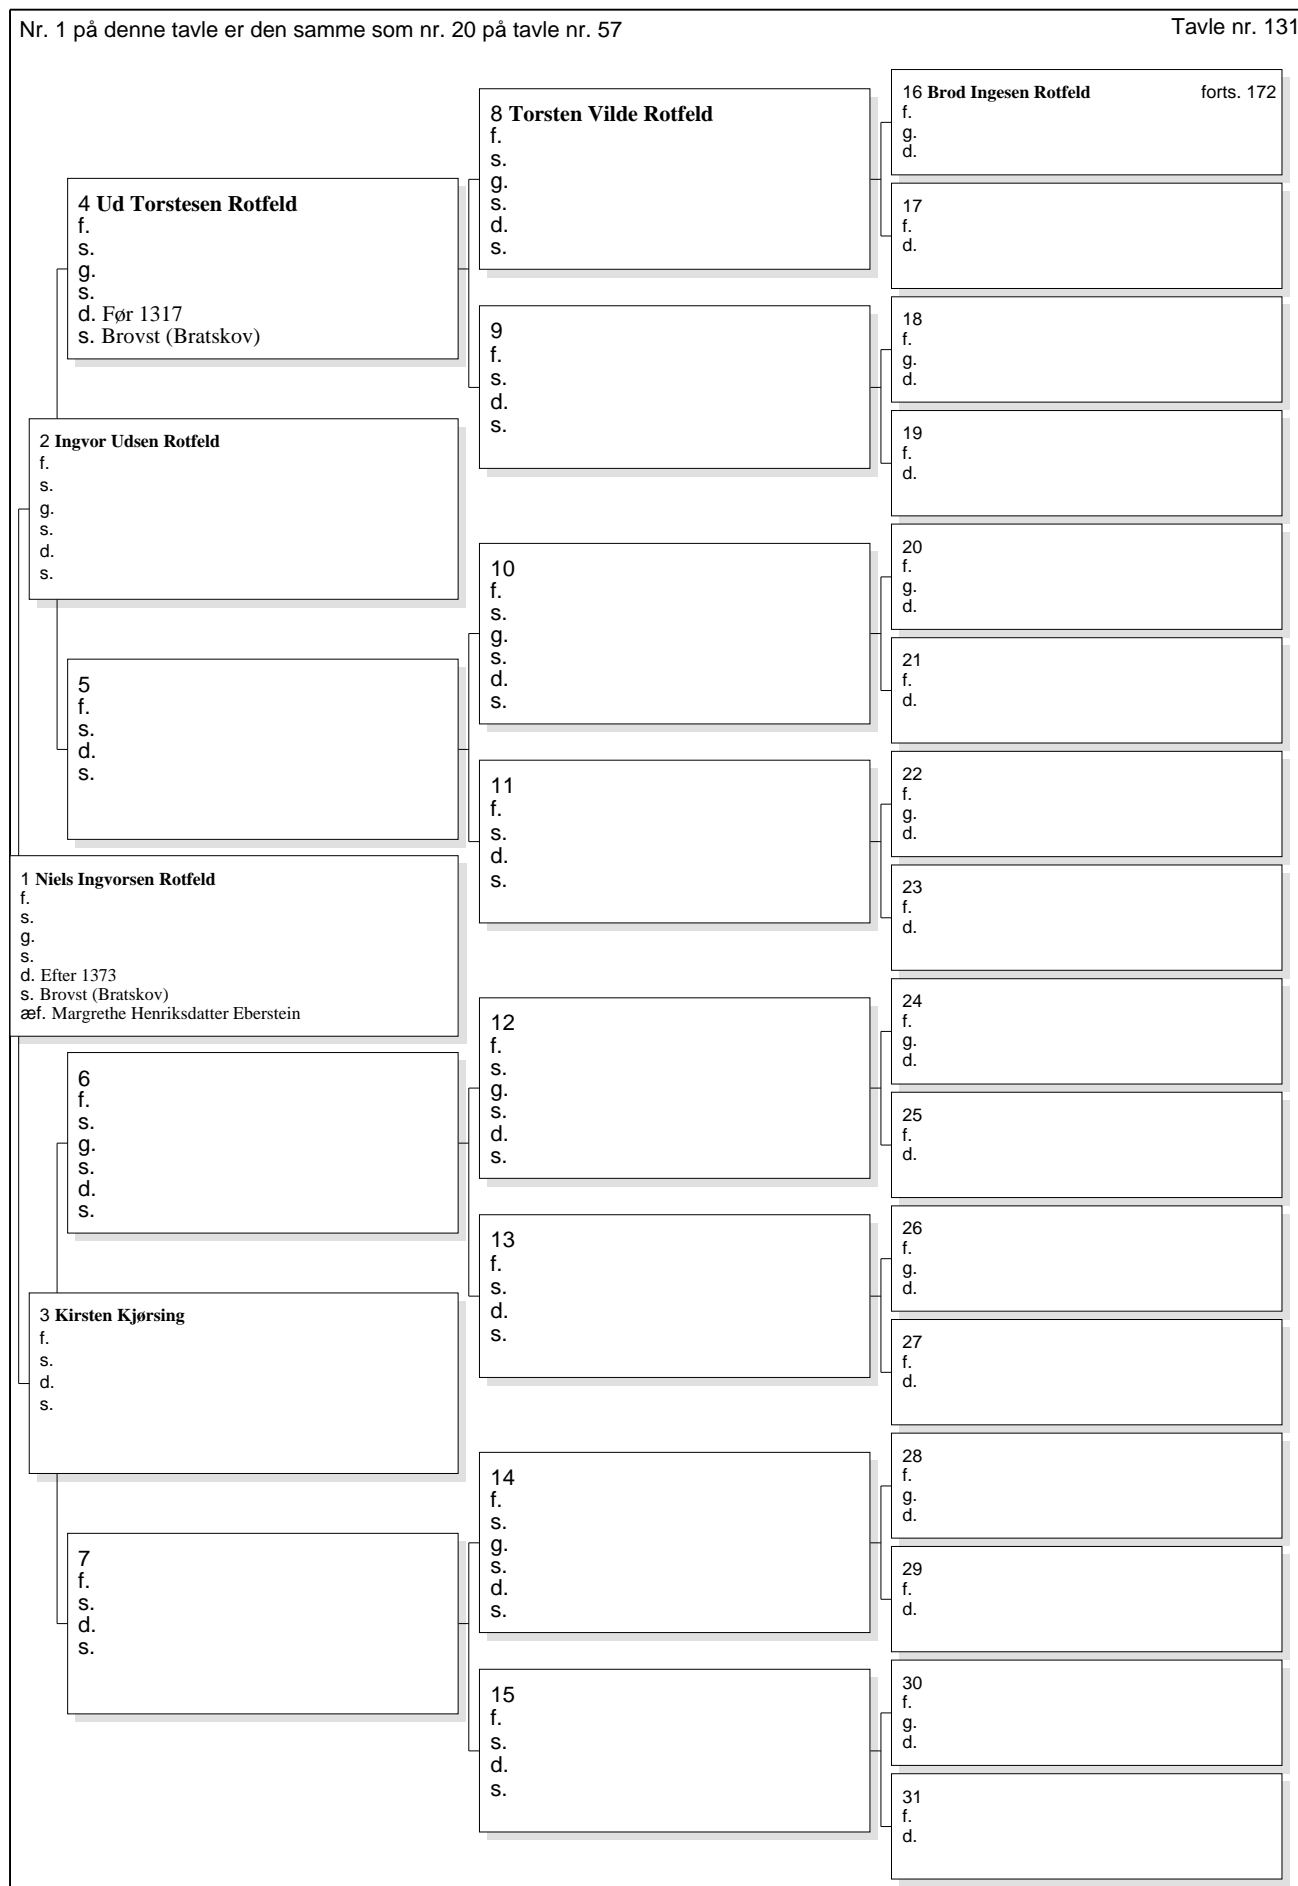 Nr. 1 på denne tavle er den samme som nr. 20 på tavle nr. 57
Tavle nr. 131
1 Niels Ingvorsen Rotfeld
f.
s.
g.
s.
d. Efter 1373
s. Brovst (Bratskov)
æf. Margrethe Henriksdatter Eberstein
2 Ingvor Udsen Rotfeld
f.
s.
g.
s.
d.
s.
3 Kirsten Kjørsing
f.
s.
d.
s.
4 Ud Torstesen Rotfeld
f.
s.
g.
s.
d. Før 1317
s. Brovst (Bratskov)
5
f.
s.
d.
s.
6
f.
s.
g.
s.
d.
s.
7
f.
s.
d.
s.
8 Torsten Vilde Rotfeld
f.
s.
g.
s.
d.
s.
9
f.
s.
d.
s.
10
f.
s.
g.
s.
d.
s.
11
f.
s.
d.
s.
12
f.
s.
g.
s.
d.
s.
13
f.
s.
d.
s.
14
f.
s.
g.
s.
d.
s.
15
f.
s.
d.
s.
16 Brod Ingesen Rotfeld forts. 172
f.
g.
d.
17
f.
d.
18
f.
g.
d.
19
f.
d.
20
f.
g.
d.
21
f.
d.
22
f.
g.
d.
23
f.
d.
24
f.
g.
d.
25
f.
d.
26
f.
g.
d.
27
f.
d.
28
f.
g.
d.
29
f.
d.
30
f.
g.
d.
31
f.
d.